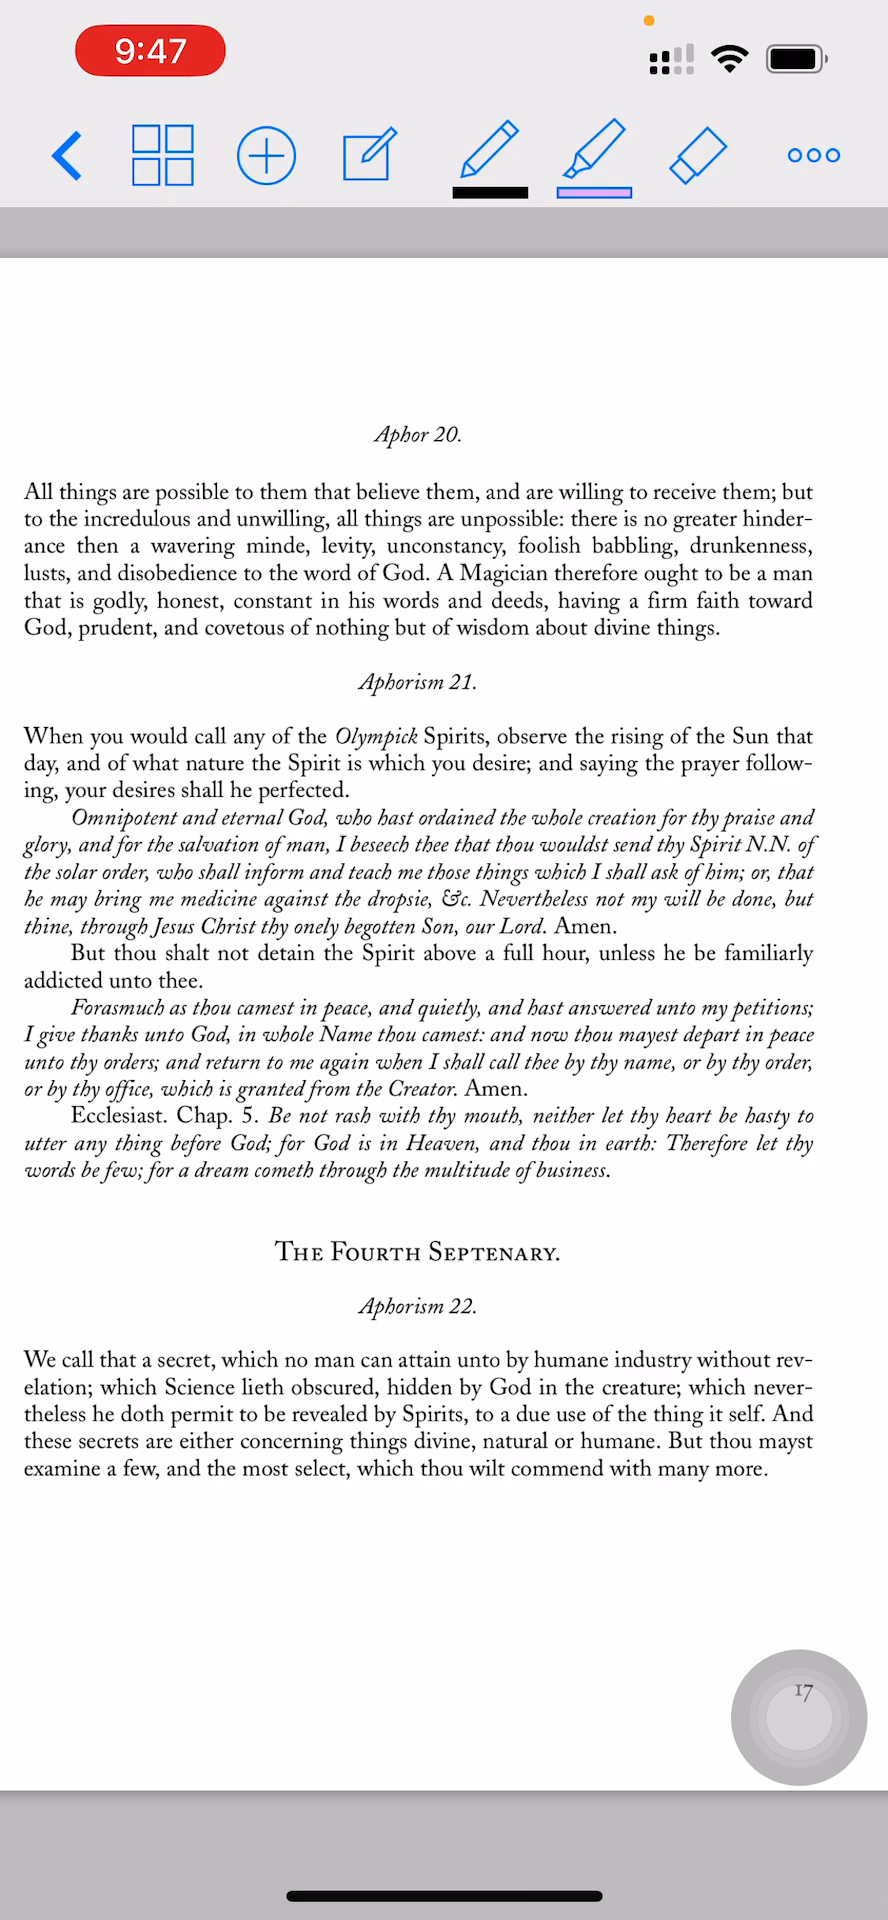 9:47
Aphor 20.
All things are possible to them that believe them, and are willing to receive them; but
to the incredulous and unwilling, all things are unpossible: there is no greater hinder-
ance then a wavering minde, levity, unconstancy, foolish babbling, drunkenness,
lusts, and disobedience to the word of God. A Magician therefore ought to be a man
that is godly, honest, constant in his words and deeds, having a firm faith toward
God, prudent, and covetous of nothing but of wisdom about divine things.
Aphorism 21.
When you would call any of the Olympick Spirits, observe the rising of the Sun that
day, and of what nature the Spirit is which you desire; and saying the prayer follow-
ing, your desires shall he perfected.
Omnipotent and eternal God, who hast ordained the whole creation for thy praise and
glory, and for the salvation of man, I beseech thee that thou wouldst send thy Spirit N.N. of
the solar order, who shall inform and teach me those things which I shall ask of him; or, that
he may bring me medicine against the dropsie, &c. Nevertheless not my will be done, but
thine, through Jesus Christ thy onely begotten Son, our Lord. Amen.
But thou shalt not detain the Spirit above a full hour, unless he be familiarly
addicted unto thee.
Forasmuch as thou camest in peace, and quietly, and hast answered unto my petitions;
I give thanks unto God, in whole Name thou camest: and now thou mayest depart in peace
unto thy orders; and return to me again when I shall call thee by thy name, or by thy order,
or by thy office, which is granted from the Creator. Amen.
Ecclesiast. Chap. 5. Be not rash with thy mouth, neither let thy heart be hasty to
utter any thing before God; for God is in Heaven, and thou in earth: Therefore let thy
words be few; for a dream cometh through the multitude of business.
The Fourth Septenary.
Aphorism 22.
We call that a secret, which no man can attain unto by humane industry without rev-
elation; which Science lieth obscured, hidden by God in the creature; which never-
theless he doth permit to be revealed by Spirits, to a due use of the thing it self. And
these secrets are either concerning things divine, natural or humane. But thou mayst
examine a few, and the most select, which thou wilt commend with many more.
17